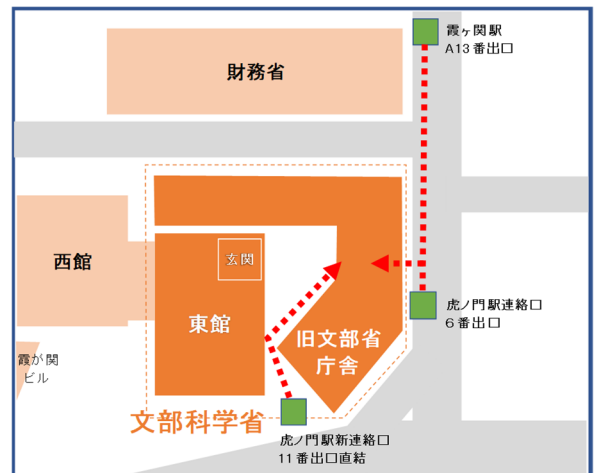 霞ヶ関駅
A13番出口
財務省
玄関
西館
東館
虎ノ門駅連絡口
6番出口
旧文部省
庁舎
霞が関
ビル
文部科学省
虎ノ門駅新連絡口
11番出口直結